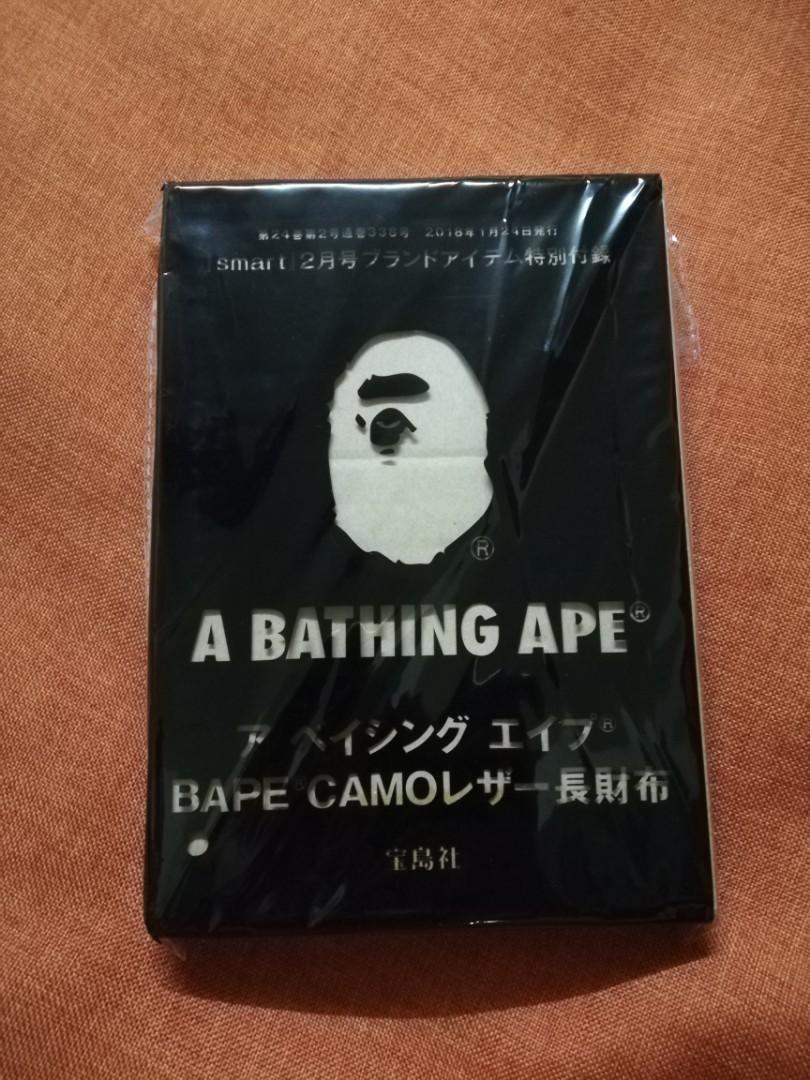 第24巻第2号通巻338号 2018年1月24日発行
「smart」2月号ブランドアイテム特別付録
®
A BATHING APE®
ア ベイシング エイプ®
BAPE® CAMOレザー長財布
宝島社